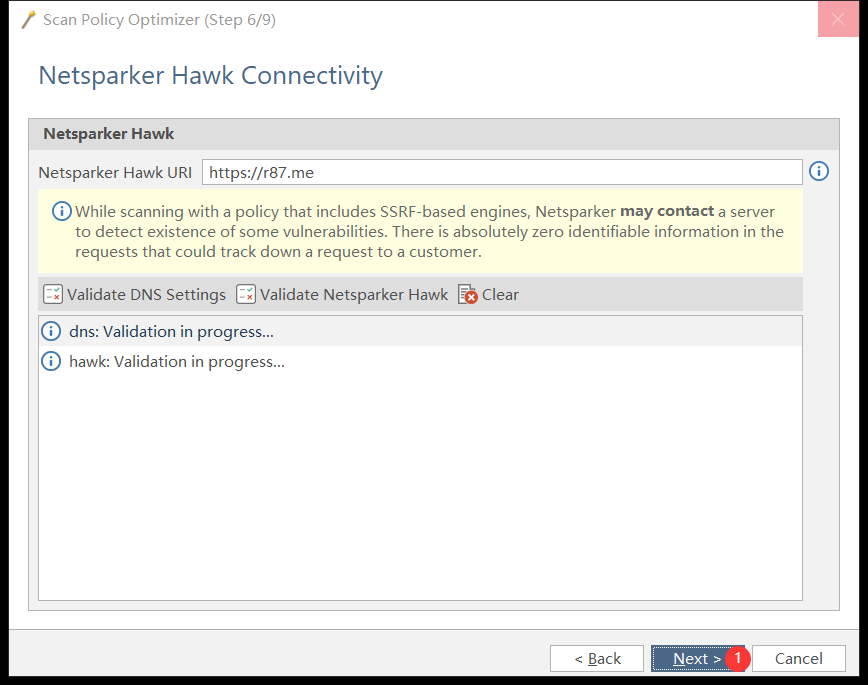 Scan Policy Optimizer (Step 6/9)
Netsparker Hawk Connectivity
Netsparker Hawk
Netsparker Hawk URI https://r87.me
While scanning with a policy that includes SSRF-based engines, Netsparker may contact a server
to detect existence of some vulnerabilities. There is absolutely zero identifiable information in the
requests that could track down a request to a customer.
Validate DNS Settings Validate Netsparker Hawk Clear
dns: Validation in progress...
hawk: Validation in progress...
< Back Next > 1 Cancel